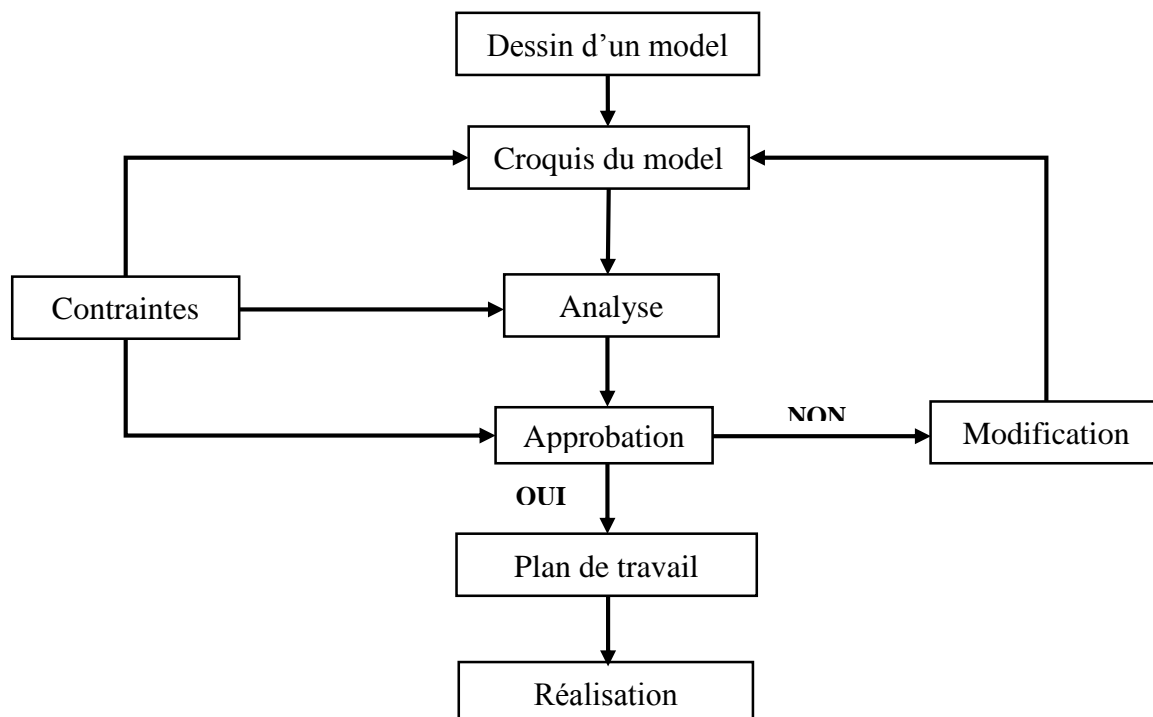 Dessin d’un model
Croquis du model
Contraintes
Analyse
Approbation
NON
Modification
OUI
Plan de travail
Réalisation